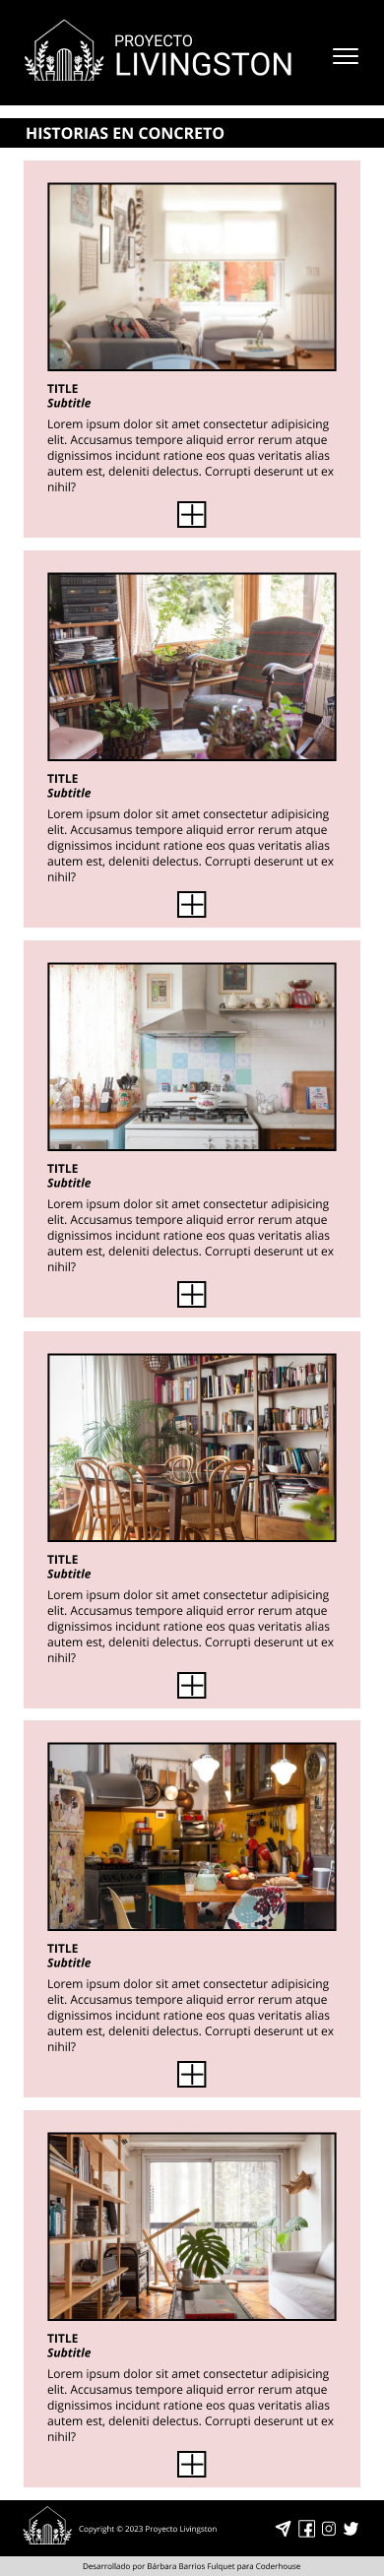 PROYECTO
LIVINGSTON
HISTORIAS EN CONCRETO
TITLE
Subtitle
Lorem ipsum dolor sit amet consectetur adipisicing
elit. Accusamus tempore aliquid error rerum atque
dignissimos incidunt ratione eos quas veritatis alias
autem est, deleniti delectus. Corrupti deserunt ut ex
nihil?
TITLE
Subtitle
Lorem ipsum dolor sit amet consectetur adipisicing
elit. Accusamus tempore aliquid error rerum atque
dignissimos incidunt ratione eos quas veritatis alias
autem est, deleniti delectus. Corrupti deserunt ut ex
nihil?
TITLE
Subtitle
Lorem ipsum dolor sit amet consectetur adipisicing
elit. Accusamus tempore aliquid error rerum atque
dignissimos incidunt ratione eos quas veritatis alias
autem est, deleniti delectus. Corrupti deserunt ut ex
nihil?
TITLE
Subtitle
Lorem ipsum dolor sit amet consectetur adipisicing
elit. Accusamus tempore aliquid error rerum atque
dignissimos incidunt ratione eos quas veritatis alias
autem est, deleniti delectus. Corrupti deserunt ut ex
nihil?
TITLE
Subtitle
Lorem ipsum dolor sit amet consectetur adipisicing
elit. Accusamus tempore aliquid error rerum atque
dignissimos incidunt ratione eos quas veritatis alias
autem est, deleniti delectus. Corrupti deserunt ut ex
nihil?
TITLE
Subtitle
Lorem ipsum dolor sit amet consectetur adipisicing
elit. Accusamus tempore aliquid error rerum atque
dignissimos incidunt ratione eos quas veritatis alias
autem est, deleniti delectus. Corrupti deserunt ut ex
nihil?
Copyright © 2023 Proyecto Livingston
Desarrollado por Bárbara Barrios Fulquet para Coderhouse